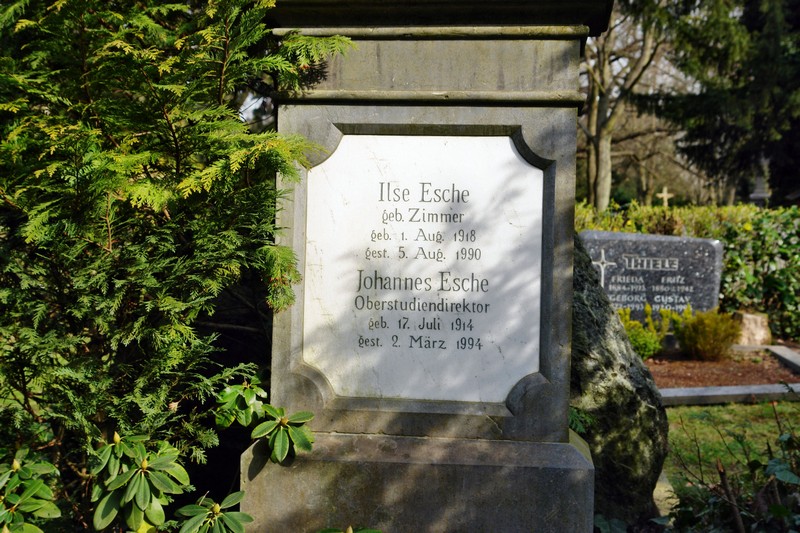 Ilse Esche
geb. Zimmer
geb. 1. Aug. 1918
gest. 5. Aug. 1990
Johannes Esche
Oberstudiendirektor
geb. 17. Juli 1914
gest. 2. März 1994
THIELE
FRIEDA FRITZ
GEBORG GUSTAV